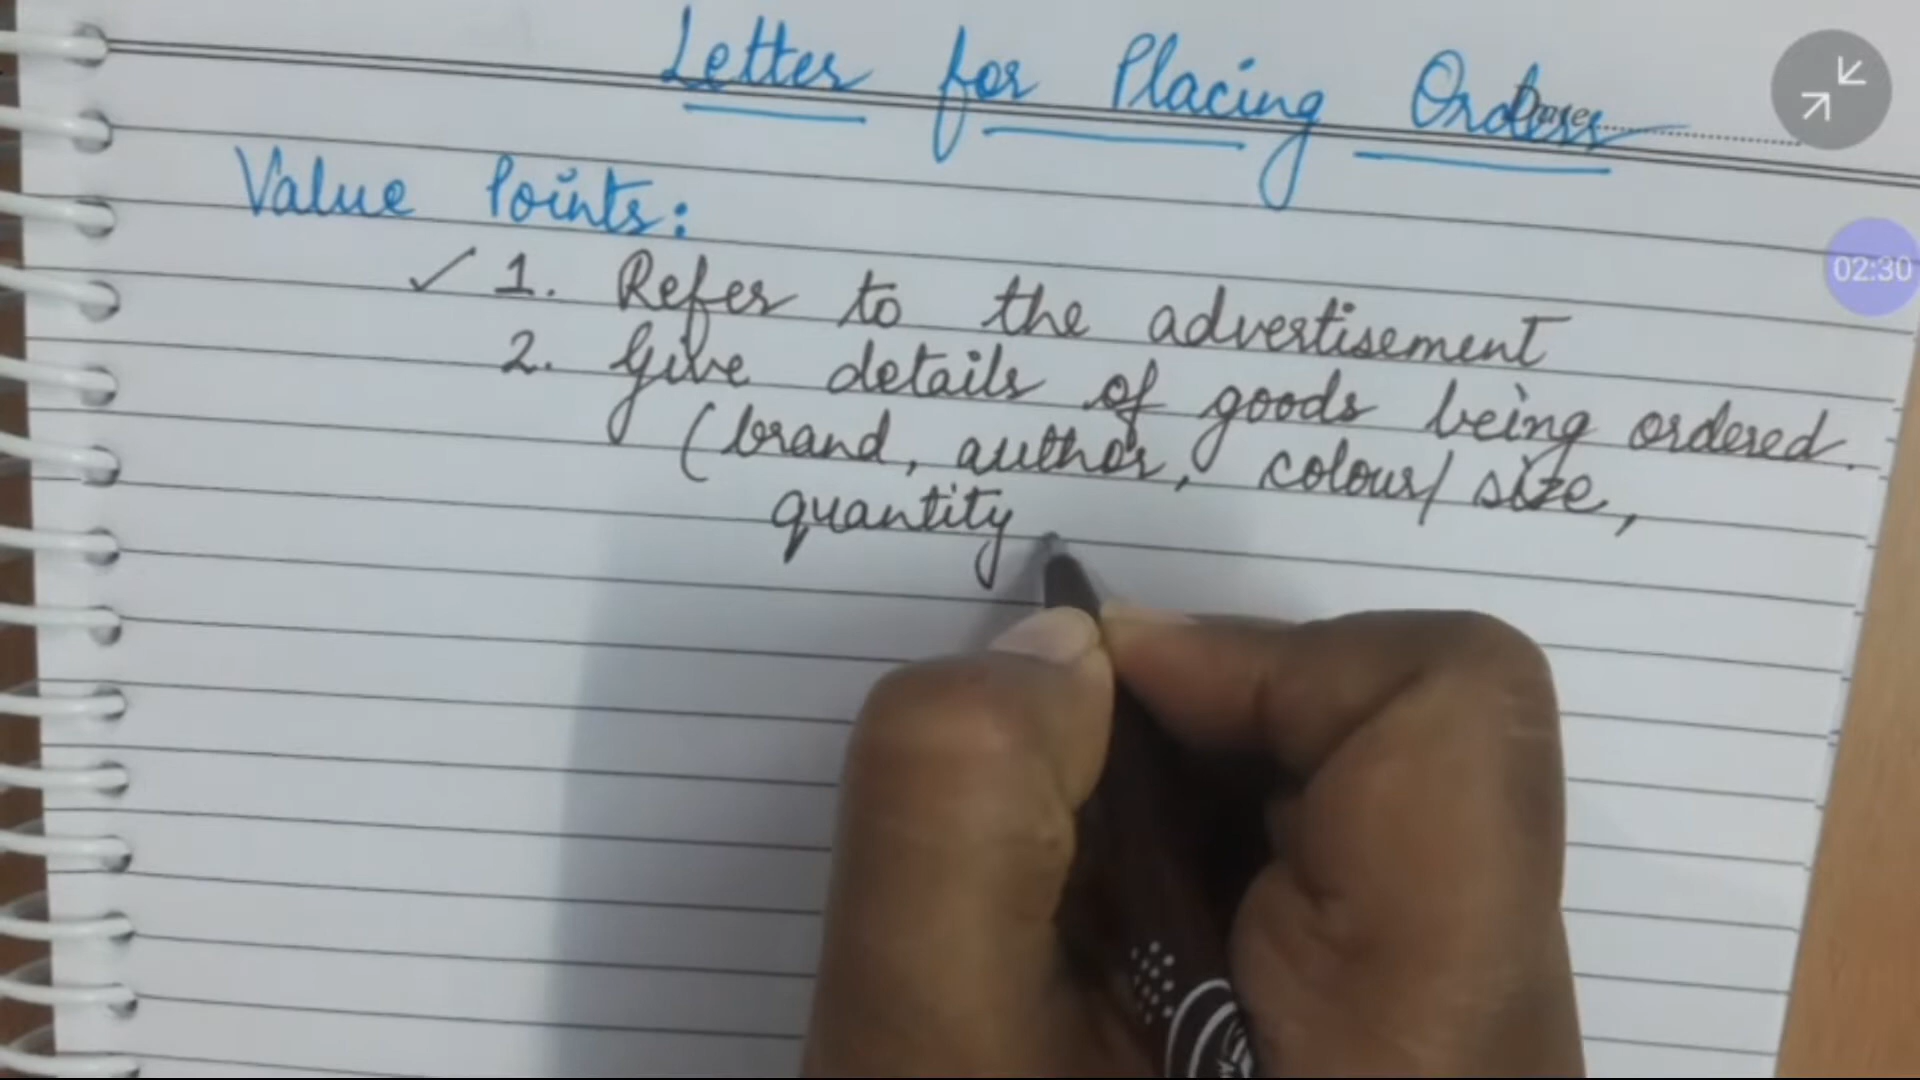 Letter for Placing Orders
Date
02:30
Value Points:
✓ 1. Refer to the advertisement
2. Give details of goods being ordered.
(brand, author, colour/ size,
quantity